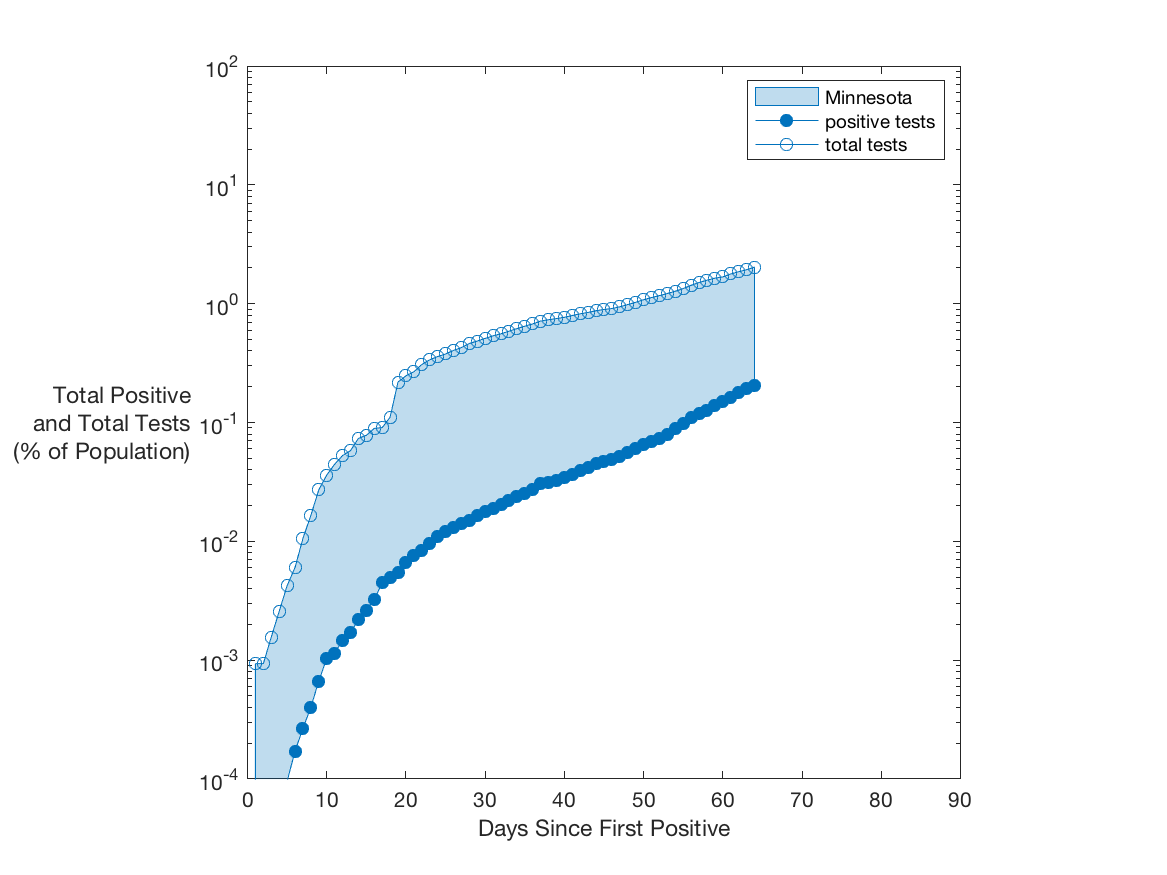 10^2
10^1
10^0
10^-1
10^-2
10^-3
10^-4
Total Positive
and Total Tests
(% of Population)
Minnesota
positive tests
total tests
0 10 20 30 40 50 60 70 80 90
Days Since First Positive